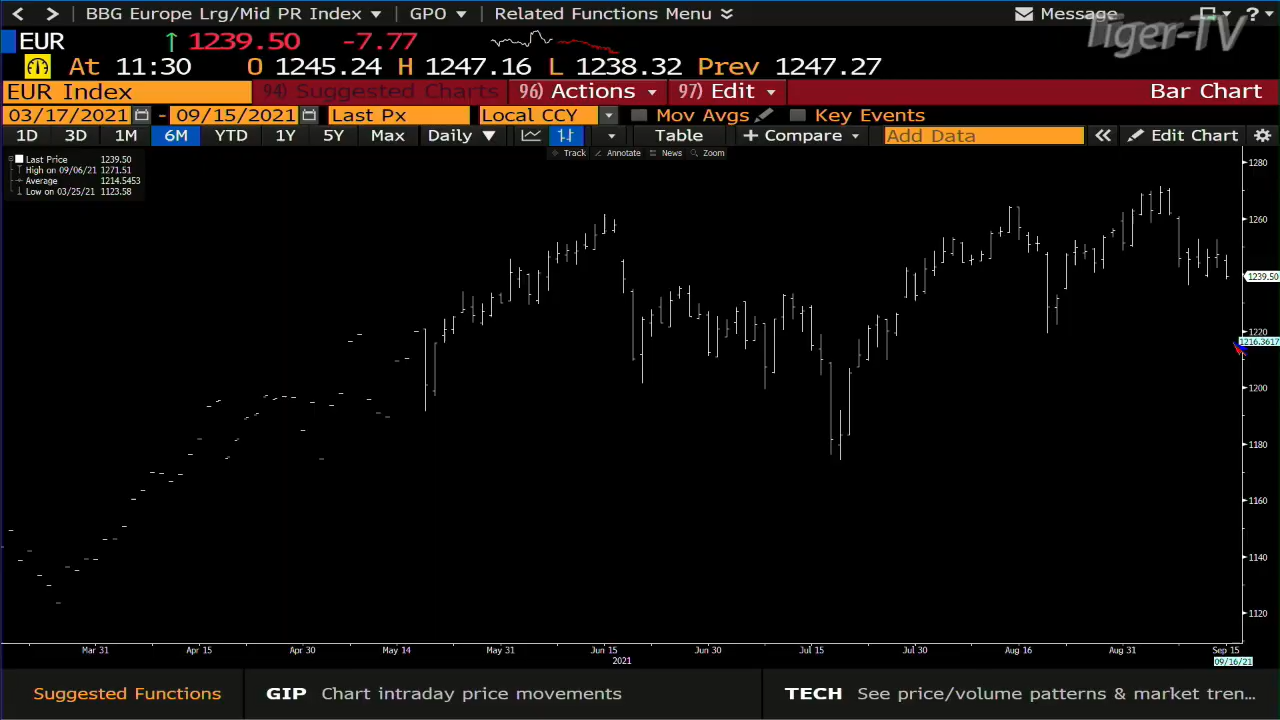 BBG Europe Lrg/Mid PR Index GPO Related Functions Menu Message ?
Tiger-TV
EUR 1239.50 -7.77
At 11:30 O 1245.24 H 1247.16 L 1238.32 Prev 1247.27
EUR Index 94) Suggested Charts 96) Actions 97) Edit Bar Chart
03/17/2021 - 09/15/2021 Last Px Local CCY Mov Avgs Key Events
1D 3D 1M 6M YTD 1Y 5Y Max Daily Table + Compare Add Data Edit Chart
Track Annotate News Zoom
Last Price 1239.50
High on 09/06/21 1271.51
Average 1214.5453
Low on 03/25/21 1123.58
1280
1260
1239.50
1220
1216.3617
1200
1180
1160
1140
1120
Mar 31 Apr 15 Apr 30 May 14 May 31 Jun 15 Jun 30 Jul 15 Jul 30 Aug 16 Aug 31 Sep 15
2021 09/16/21
Suggested Functions GIP Chart intraday price movements TECH See price/volume patterns & market tren...